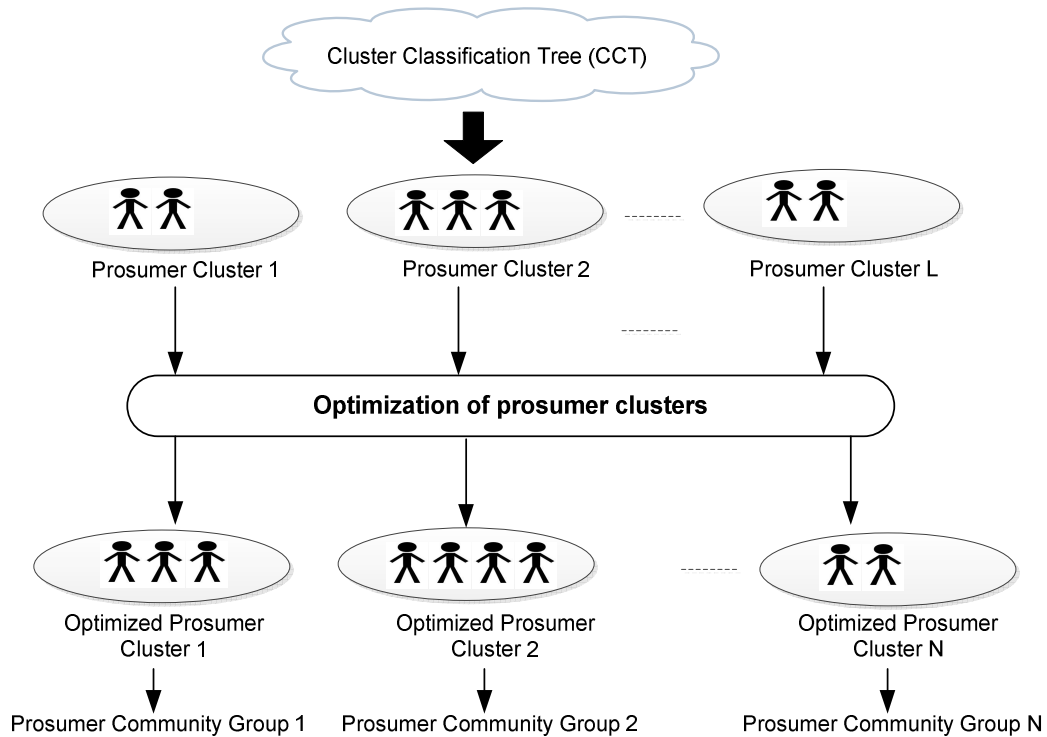 Cluster Classification Tree (CCT)
Prosumer Cluster 1
Prosumer Cluster 2
Prosumer Cluster L
Optimization of prosumer clusters
Optimized Prosumer
Cluster 1
Optimized Prosumer
Cluster 2
Optimized Prosumer
Cluster N
Prosumer Community Group 1
Prosumer Community Group 2
Prosumer Community Group N